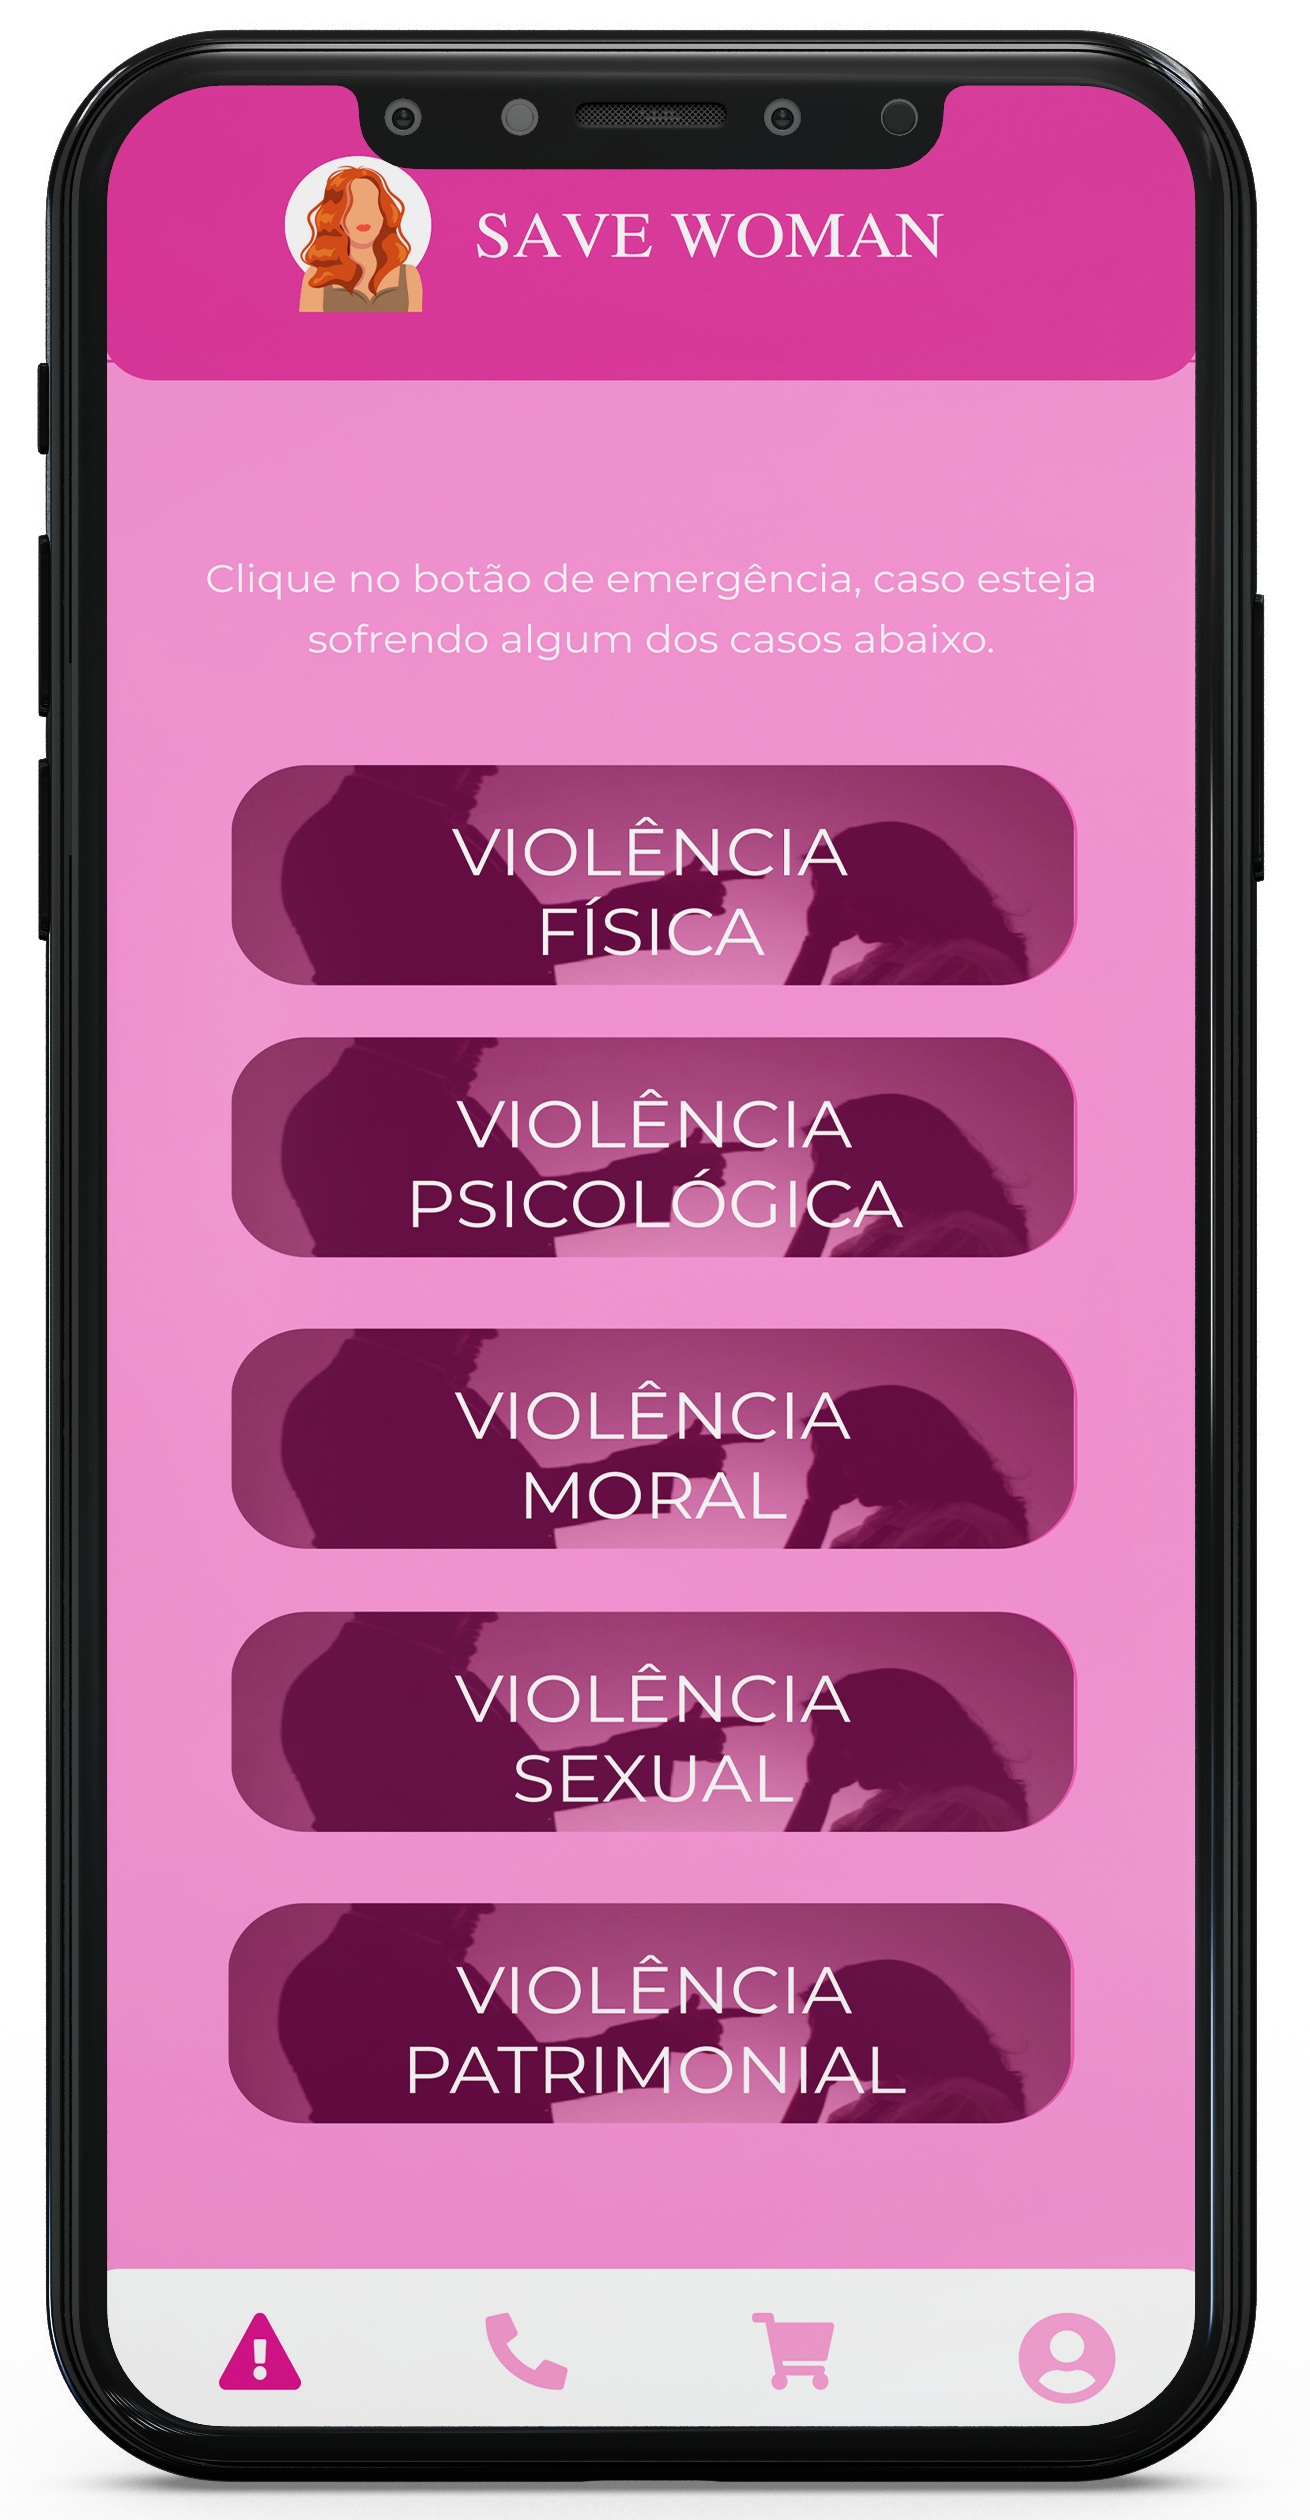 SAVE WOMAN
Clique no botão de emergência, caso esteja
sofrendo algum dos casos abaixo.
VIOLÊNCIA
FÍSICA
VIOLÊNCIA
PSICOLÓGICA
VIOLÊNCIA
MORAL
VIOLÊNCIA
SEXUAL
VIOLÊNCIA
PATRIMONIAL